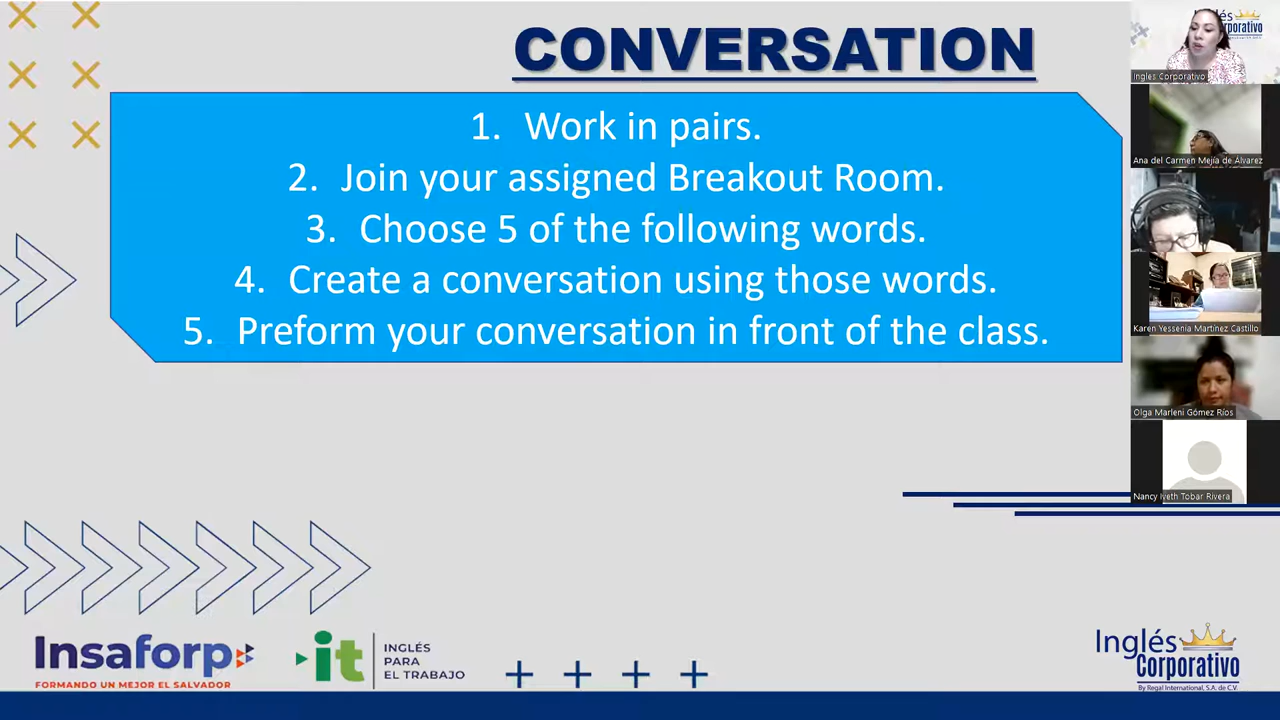 CONVERSATION
1. Work in pairs.
2. Join your assigned Breakout Room.
3. Choose 5 of the following words.
4. Create a conversation using those words.
5. Preform your conversation in front of the class.
Ingles Corporativo
Ana del Carmen Mejía de Álvarez
Karen Yessenia Martínez Castillo
Olga Marleni Gómez Ríos
Nancy Iveth Tobar Rivera
Insaforp
FORMANDO UN MEJOR EL SALVADOR
it
INGLÉS
PARA
EL TRABAJO
Inglés
Corporativo
By Regal International, S.A. de C.V.